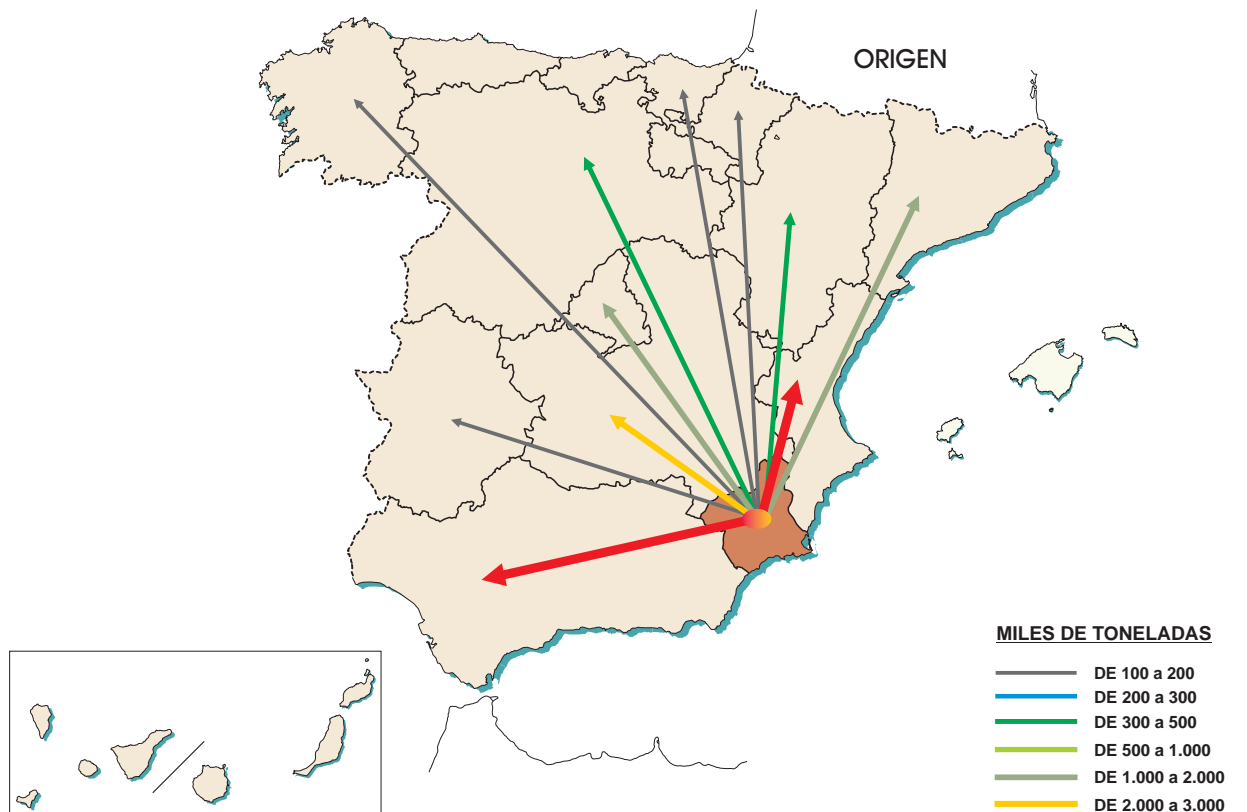 ORIGEN
MILES DE TONELADAS
DE 100 a 200
DE 200 a 300
DE 300 a 500
DE 500 a 1.000
DE 1.000 a 2.000
DE 2.000 a 3.000